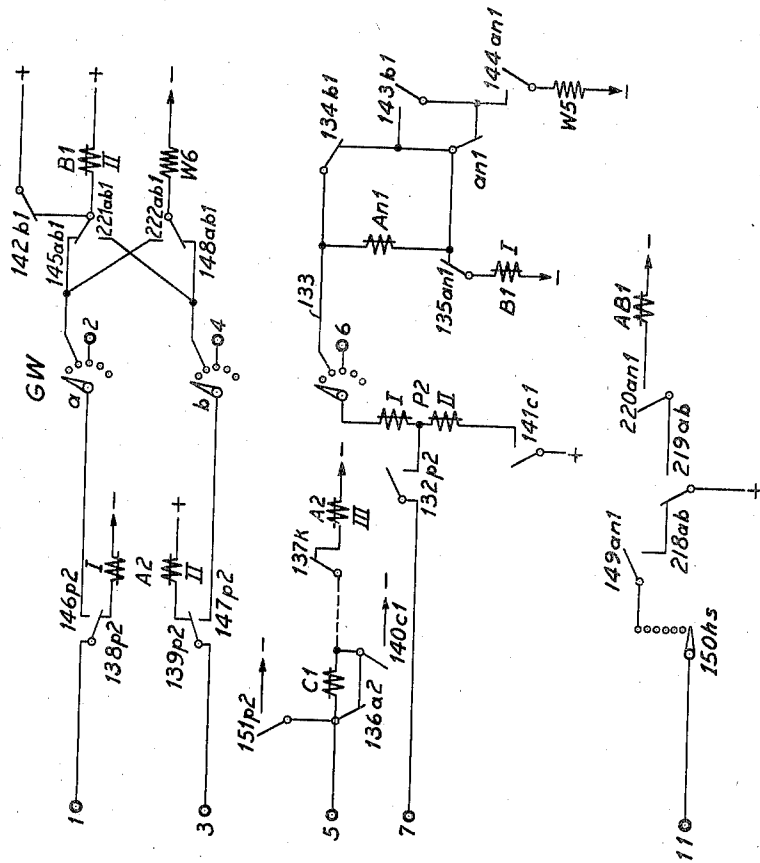 1
146p2
138p2
I
A2
II
139p2
147p2
3
GW
a
2
b
4
142b1
145ab1
B1
II
221ab1
222ab1
W6
148ab1
+
+
-
-
+
5
151p2
C1
136a2
140c1
-
-
137k
A2
III
-
7
132p2
I
P2
II
141c1
+
6
133
An1
134b1
135an1
B1
I
-
an1
143b1
144an1
W5
-
11
150hs
149an1
218ab
219ab
+
220an1
AB1
-